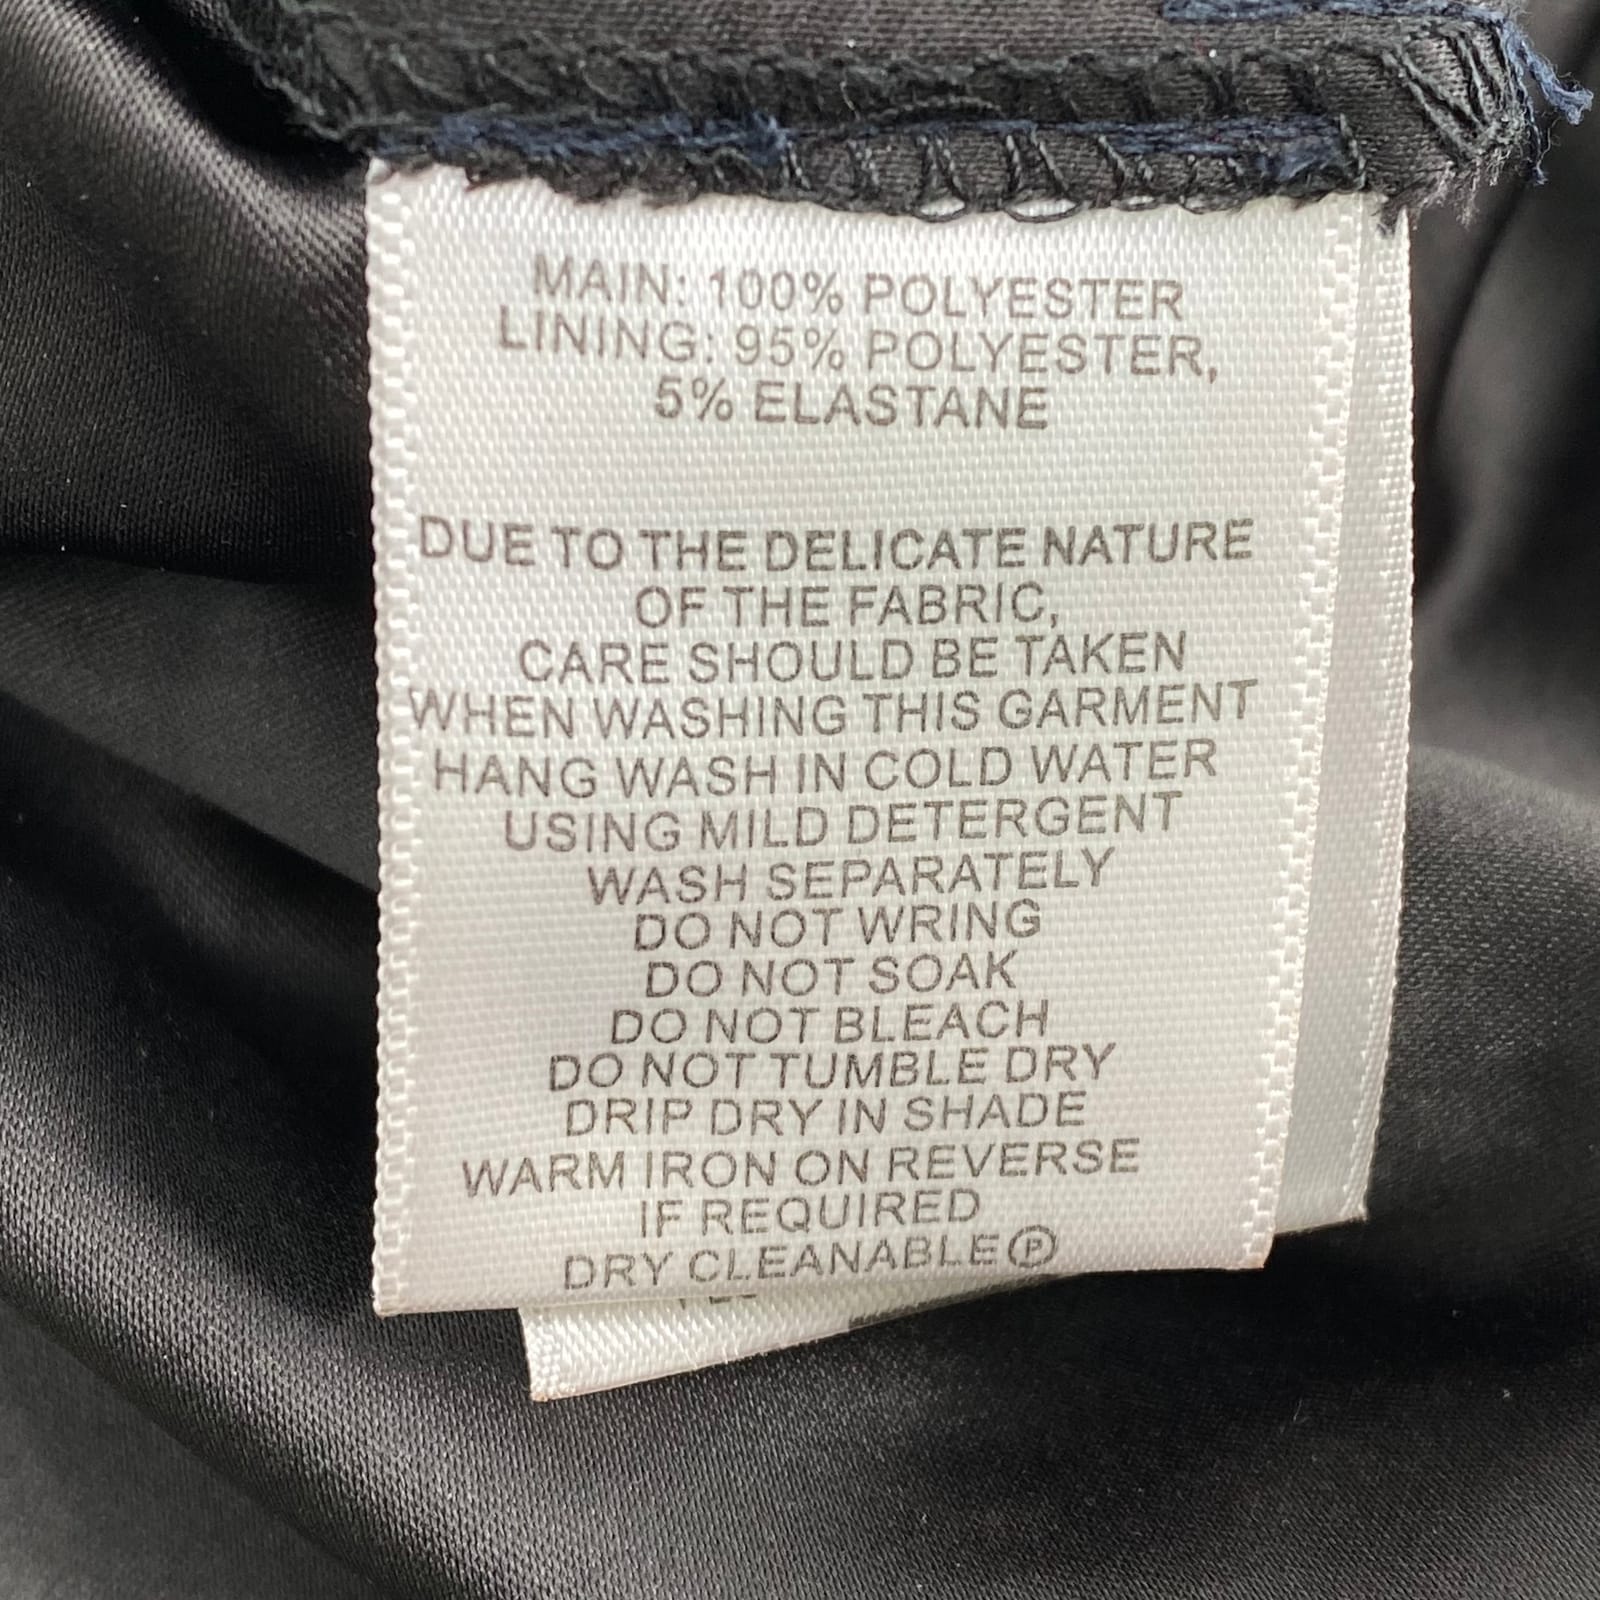 MAIN: 100% POLYESTER
LINING: 95% POLYESTER,
5% ELASTANE
DUE TO THE DELICATE NATURE
OF THE FABRIC,
CARE SHOULD BE TAKEN
WHEN WASHING THIS GARMENT
HANG WASH IN COLD WATER
USING MILD DETERGENT
WASH SEPARATELY
DO NOT WRING
DO NOT SOAK
DO NOT BLEACH
DO NOT TUMBLE DRY
DRIP DRY IN SHADE
WARM IRON ON REVERSE
IF REQUIRED
DRY CLEANABLE Ⓟ